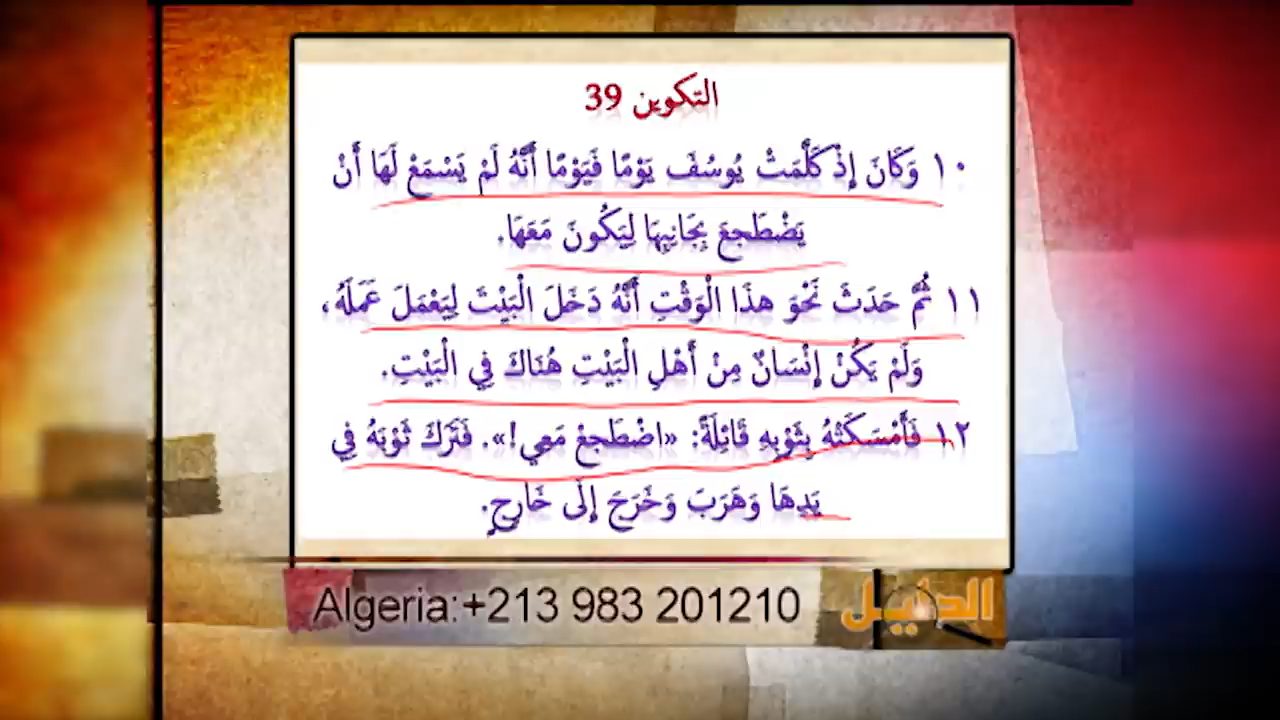 التكوين 39
١٠ وَكَانَ إِذْ كَلَّمَتْ يُوسُفَ يَوْمًا فَيَوْمًا أَنَّهُ لَمْ يَسْمَعْ لَهَا أَنْ
يَضْطَجِعَ بِجَانِبِهَا لِيَكُونَ مَعَهَا.
١١ ثُمَّ حَدَثَ نَحْوَ هذَا الْوَقْتِ أَنَّهُ دَخَلَ الْبَيْتَ لِيَعْمَلَ عَمَلَهُ،
وَلَمْ يَكُنْ إِنْسَانٌ مِنْ أَهْلِ الْبَيْتِ هُنَاكَ فِي الْبَيْتِ.
١٢ فَأَمْسَكَتْهُ بِثَوْبِهِ قَائِلَةً: «اضْطَجِعْ مَعِي!». فَتَرَكَ ثَوْبَهُ فِي
يَدِهَا وَهَرَبَ وَخَرَجَ إِلَى خَارِجٍ.
Algeria:+213 983 201210
الدليل